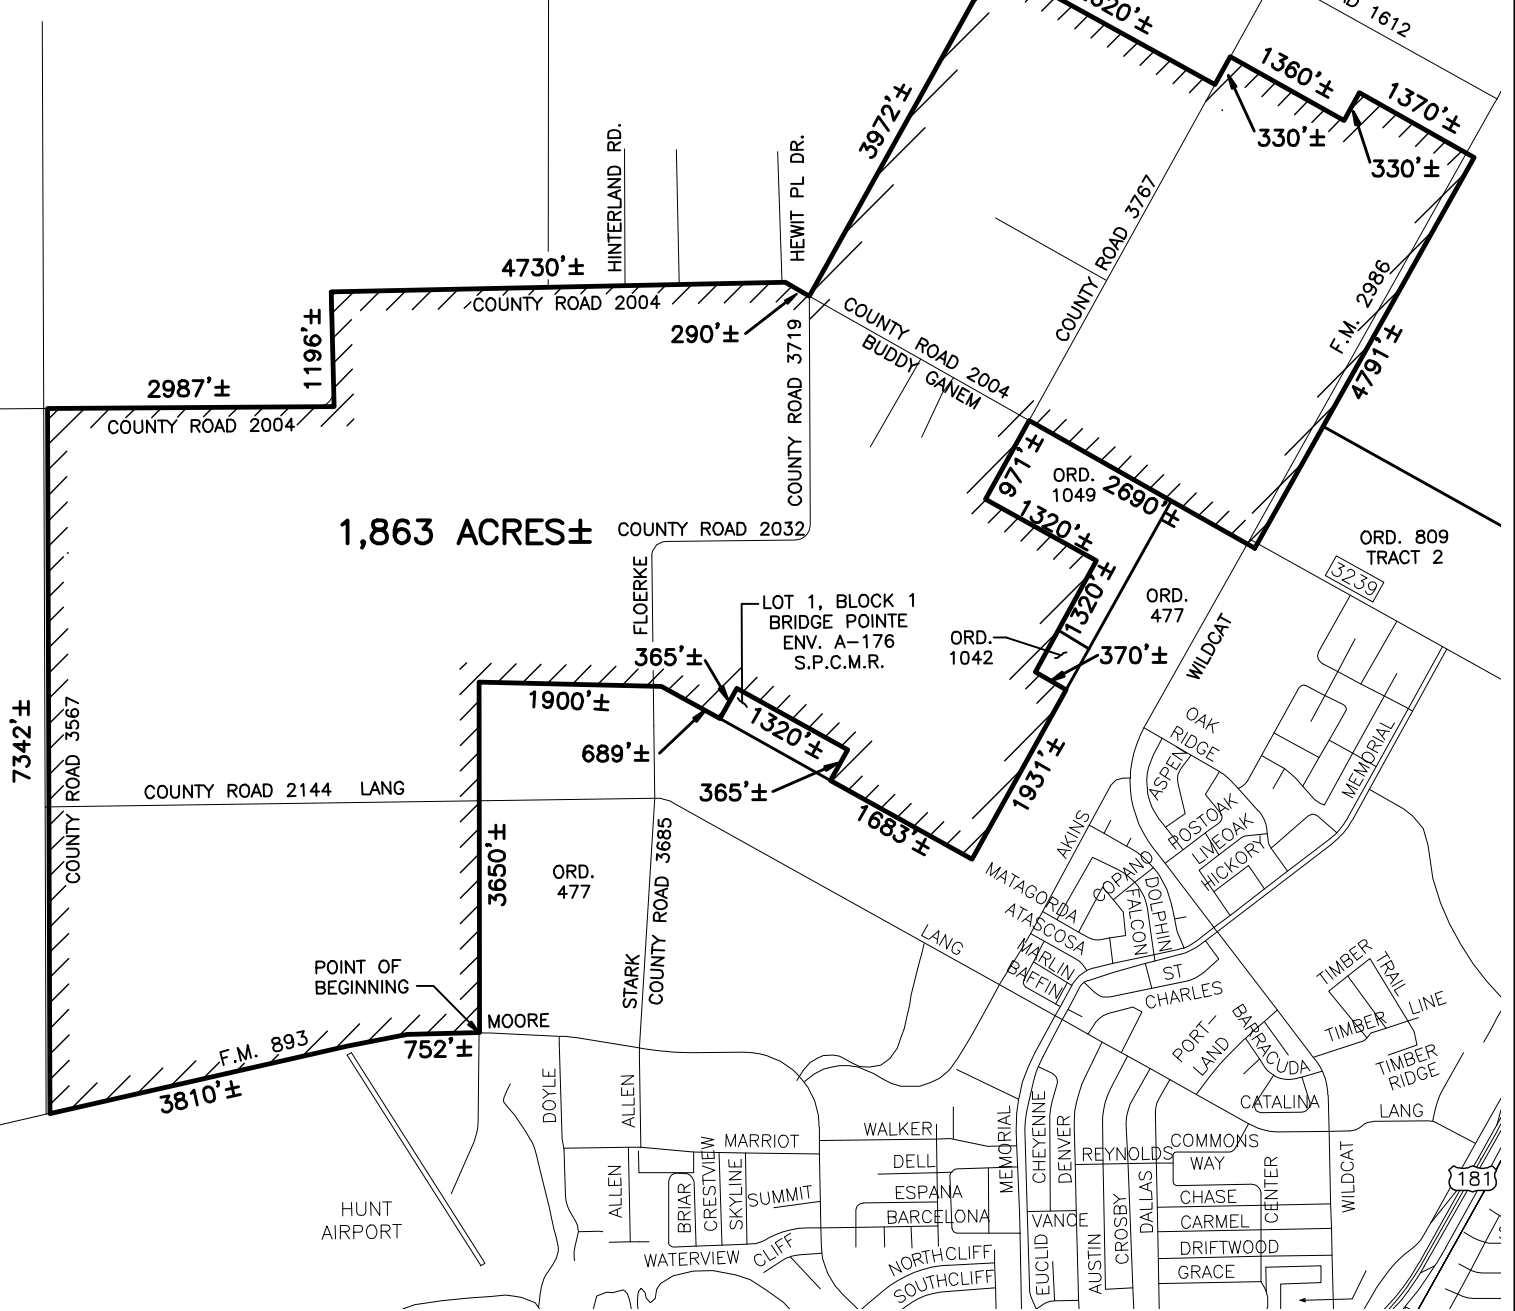 1320'±
AD 1612
1360'±
1370'±
330'±
330'±
3972'±
HINTERLAND RD.
HEWIT PL DR.
COUNTY ROAD 3767
F.M. 2986
4791'±
4730'±
COUNTY ROAD 2004
290'±
1196'±
2987'±
COUNTY ROAD 2004
COUNTY ROAD 3719
COUNTY ROAD 2004
BUDDY GANEM
971'±
ORD.
1049
2690'±
1320'±
1,863 ACRES±
COUNTY ROAD 2032
FLOERKE
ORD. 809
TRACT 2
3239
1320'±
ORD.
477
ORD.
1042
370'±
LOT 1, BLOCK 1
BRIDGE POINTE
ENV. A-176
S.P.C.M.R.
365'±
1900'±
689'±
1320'±
365'±
1683'±
1931'±
WILDCAT
7342'±
COUNTY ROAD 3567
COUNTY ROAD 2144
LANG
3650'±
ORD.
477
STARK
COUNTY ROAD 3685
POINT OF
BEGINNING
MOORE
752'±
F.M. 893
3810'±
OAK
RIDGE
ASPEN
POSTOAK
LIVEOAK
HICKORY
MEMORIAL
AKINS
COPANO
DOLPHIN
FALCON
MATAGORDA
ATASCOSA
MARLIN
BAFFIN
LANG
ST
CHARLES
PORT-
LAND
BARRACUDA
CATALINA
TIMBER
TRAIL
TIMBER
LINE
TIMBER
RIDGE
LANG
HUNT
AIRPORT
DOYLE
ALLEN
ALLEN
MARRIOT
BRIAR
CRESTVIEW
SKYLINE
SUMMIT
WATERVIEW
CLIFF
WALKER
DELL
ESPANA
BARCELONA
NORTHCLIFF
SOUTHCLIFF
MEMORIAL
CHEYENNE
DENVER
REYNOLDS
COMMONS
WAY
VANCE
EUCLID
AUSTIN
CROSBY
DALLAS
CHASE
CARMEL
DRIFTWOOD
GRACE
CENTER
WILDCAT
181